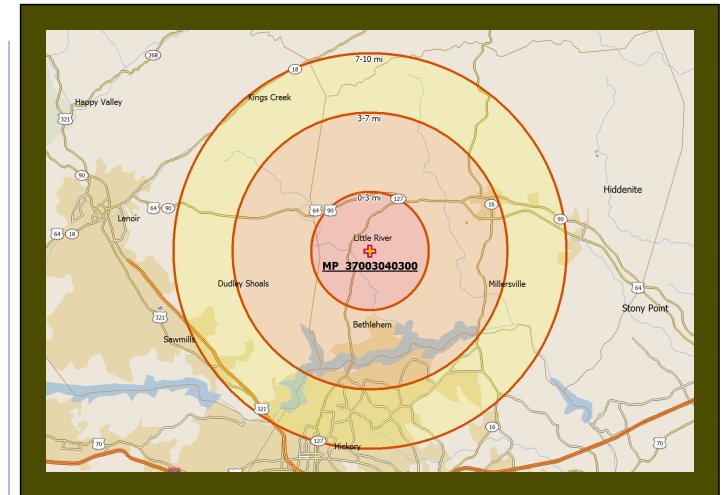 7-10 mi
268
18
Kings Creek
Happy Valley
321
3-7 mi
90
Hiddenite
0-3 mi
127
64 90
64 90
16
Lenoir
90
64 18
Little River
MP 37003040300
Dudley Shoals
Millersville
64
321
Stony Point
Bethlehem
Sawmills
321
16
127
Hickory
70
70